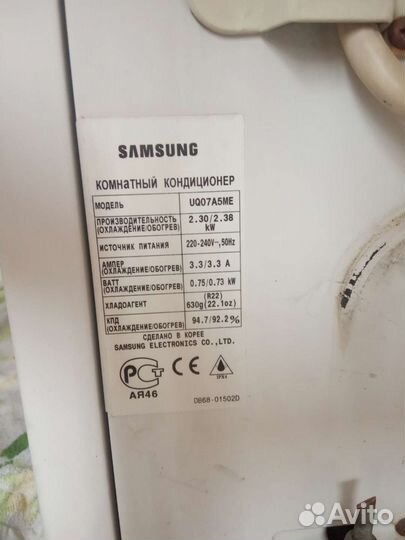 SAMSUNG
КОМНАТНЫЙ КОНДИЦИОНЕР
МОДЕЛЬ UQ07A5ME
ПРОИЗВОДИТЕЛЬНОСТЬ (ОХЛАЖДЕНИЕ/ОБОГРЕВ) 2.30/2.38 kW
ИСТОЧНИК ПИТАНИЯ 220-240V~,50Hz
АМПЕР (ОХЛАЖДЕНИЕ/ОБОГРЕВ) 3.3/3.3 A
ВАТТ (ОХЛАЖДЕНИЕ/ОБОГРЕВ) 0.75/0.73 kW
ХЛАДОАГЕНТ (R22) 630g(22.1oz)
КПД (ОХЛАЖДЕНИЕ/ОБОГРЕВ) 94.7/92.2%
СДЕЛАНО В КОРЕЕ
SAMSUNG ELECTRONICS CO.,LTD.
РСТ CE IPX4
АЯ46
DB68-01502D
Avito